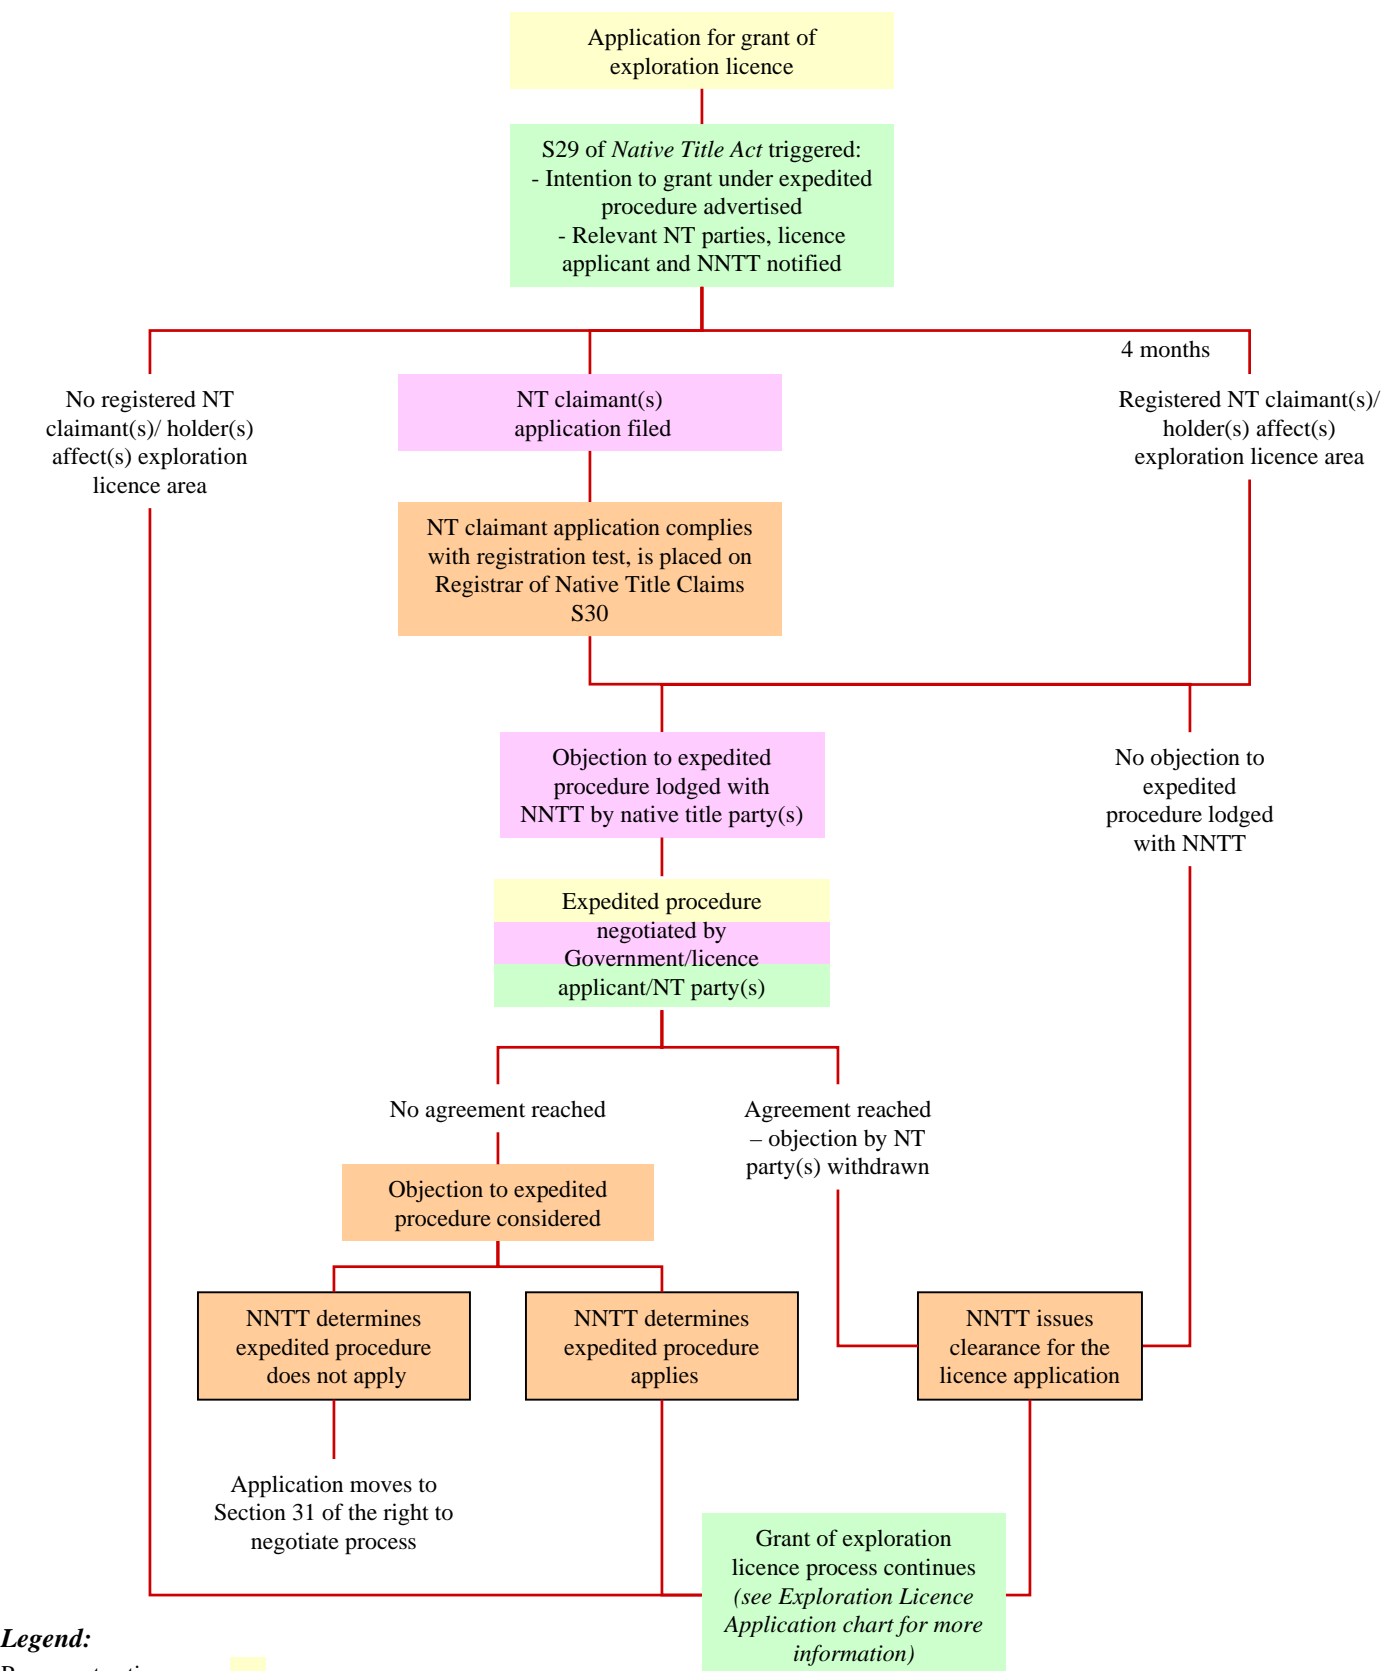 Application for grant of
exploration licence
S29 of Native Title Act triggered:
- Intention to grant under expedited
procedure advertised
- Relevant NT parties, licence
applicant and NNTT notified
4 months
No registered NT
claimant(s)/ holder(s)
affect(s) exploration
licence area
NT claimant(s)
application filed
Registered NT claimant(s)/
holder(s) affect(s)
exploration licence area
NT claimant application complies
with registration test, is placed on
Registrar of Native Title Claims
S30
Objection to expedited
procedure lodged with
NNTT by native title party(s)
No objection to
expedited
procedure lodged
with NNTT
Expedited procedure
negotiated by
Government/licence
applicant/NT party(s)
No agreement reached
Agreement reached
– objection by NT
party(s) withdrawn
Objection to expedited
procedure considered
NNTT determines
expedited procedure
does not apply
NNTT determines
expedited procedure
applies
NNTT issues
clearance for the
licence application
Application moves to
Section 31 of the right to
negotiate process
Grant of exploration
licence process continues
(see Exploration Licence
Application chart for more
information)
Legend: